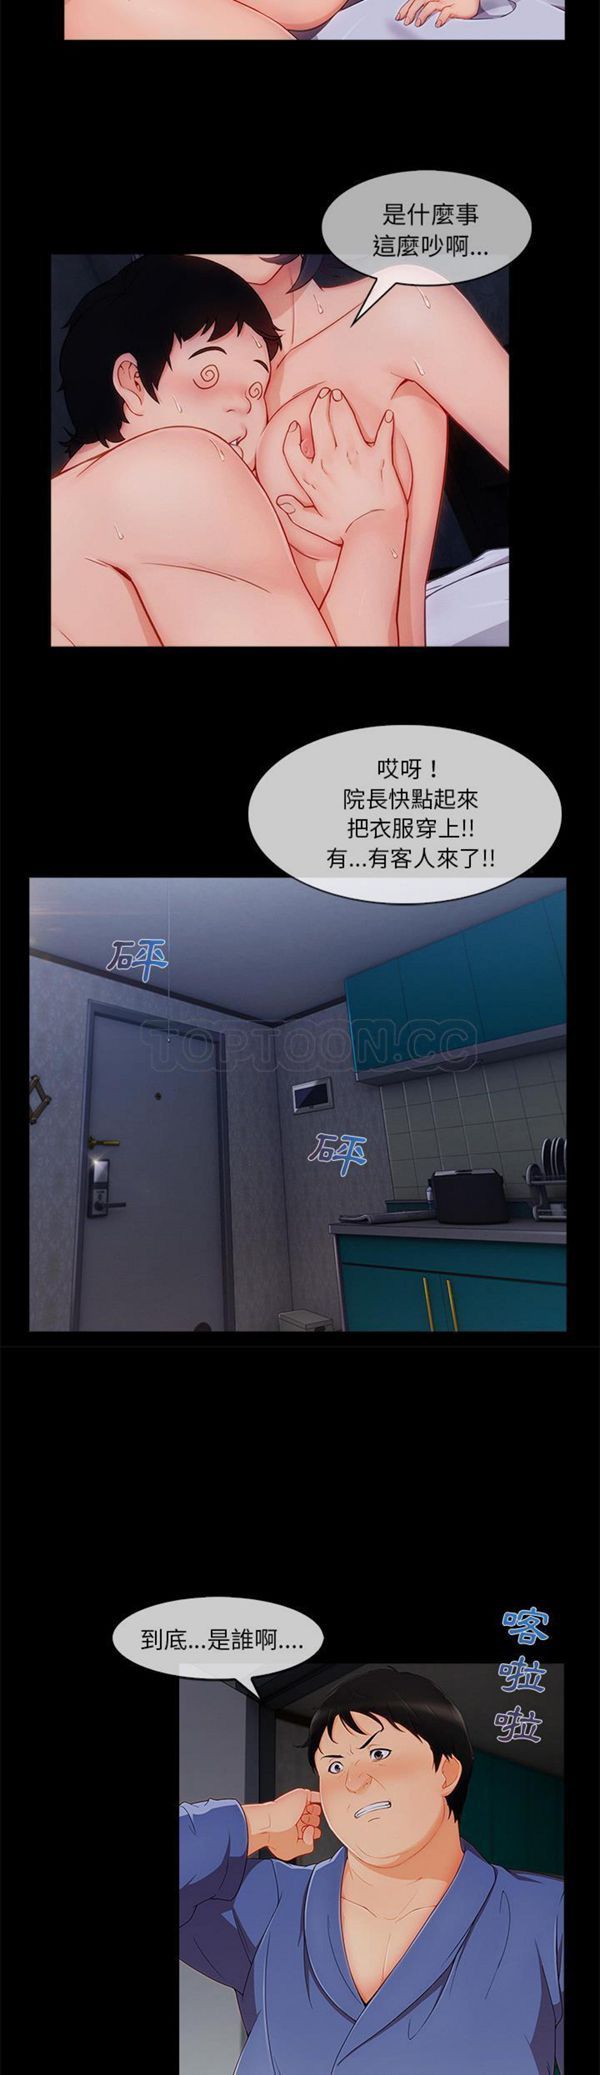 是什麼事
這麼吵啊...
哎呀！
院長快點起來
把衣服穿上!!
有...有客人來了!!
砰
TOPTOON.CC
砰
到底...是誰啊....
喀
啦
啦